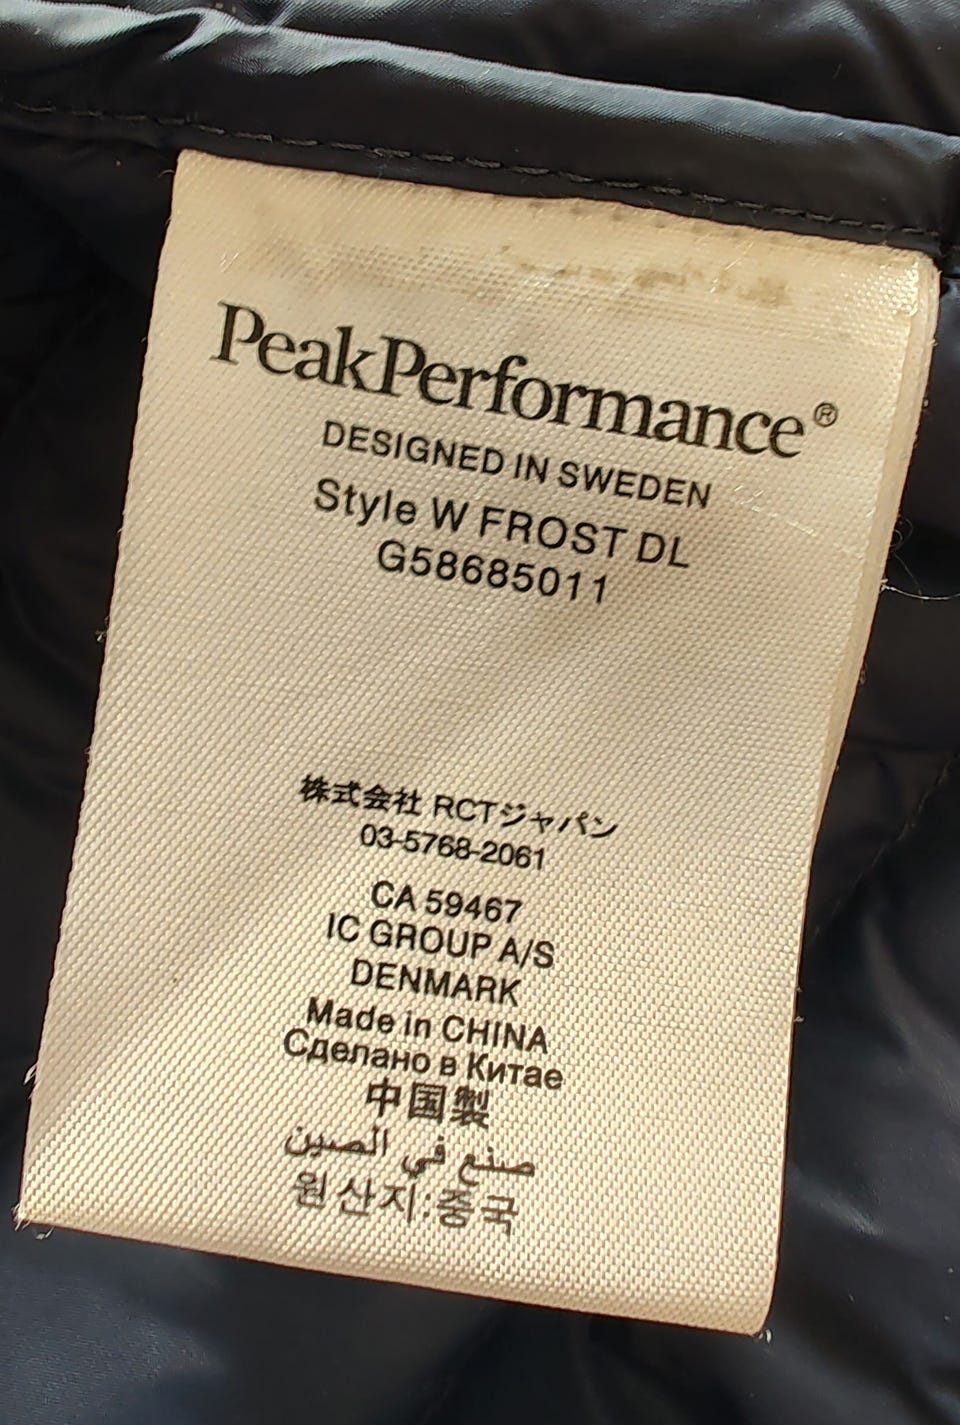 PeakPerformance®
DESIGNED IN SWEDEN
Style W FROST DL
G58685011
株式会社 RCTジャパン
03-5768-2061
CA 59467
IC GROUP A/S
DENMARK
Made in CHINA
Сделано в Китае
中国製
صنع في الصين
원산지:중국